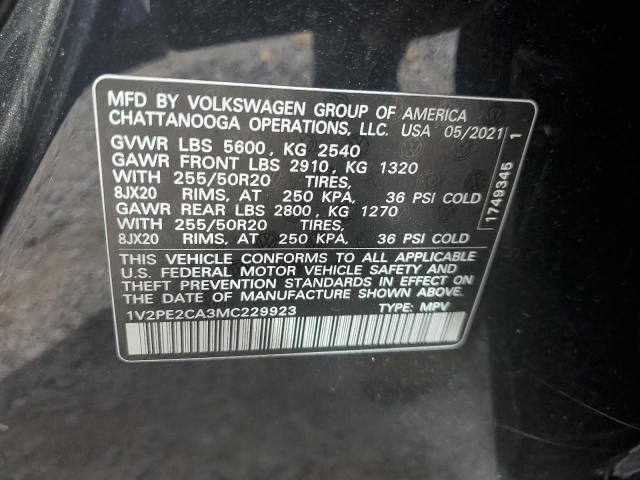 MFD BY VOLKSWAGEN GROUP OF AMERICA
CHATTANOOGA OPERATIONS, LLC. USA 05/2021
GVWR LBS 5600, KG 2540
GAWR FRONT LBS 2910, KG 1320
WITH 255/50R20 TIRES,
8JX20 RIMS, AT 250 KPA, 36 PSI COLD
GAWR REAR LBS 2800, KG 1270
WITH 255/50R20 TIRES,
8JX20 RIMS, AT 250 KPA, 36 PSI COLD
THIS VEHICLE CONFORMS TO ALL APPLICABLE
U.S. FEDERAL MOTOR VEHICLE SAFETY AND
THEFT PREVENTION STANDARDS IN EFFECT ON
THE DATE OF MANUFACTURE SHOWN ABOVE.
1V2PE2CA3MC229923 TYPE: MPV
1749346 1